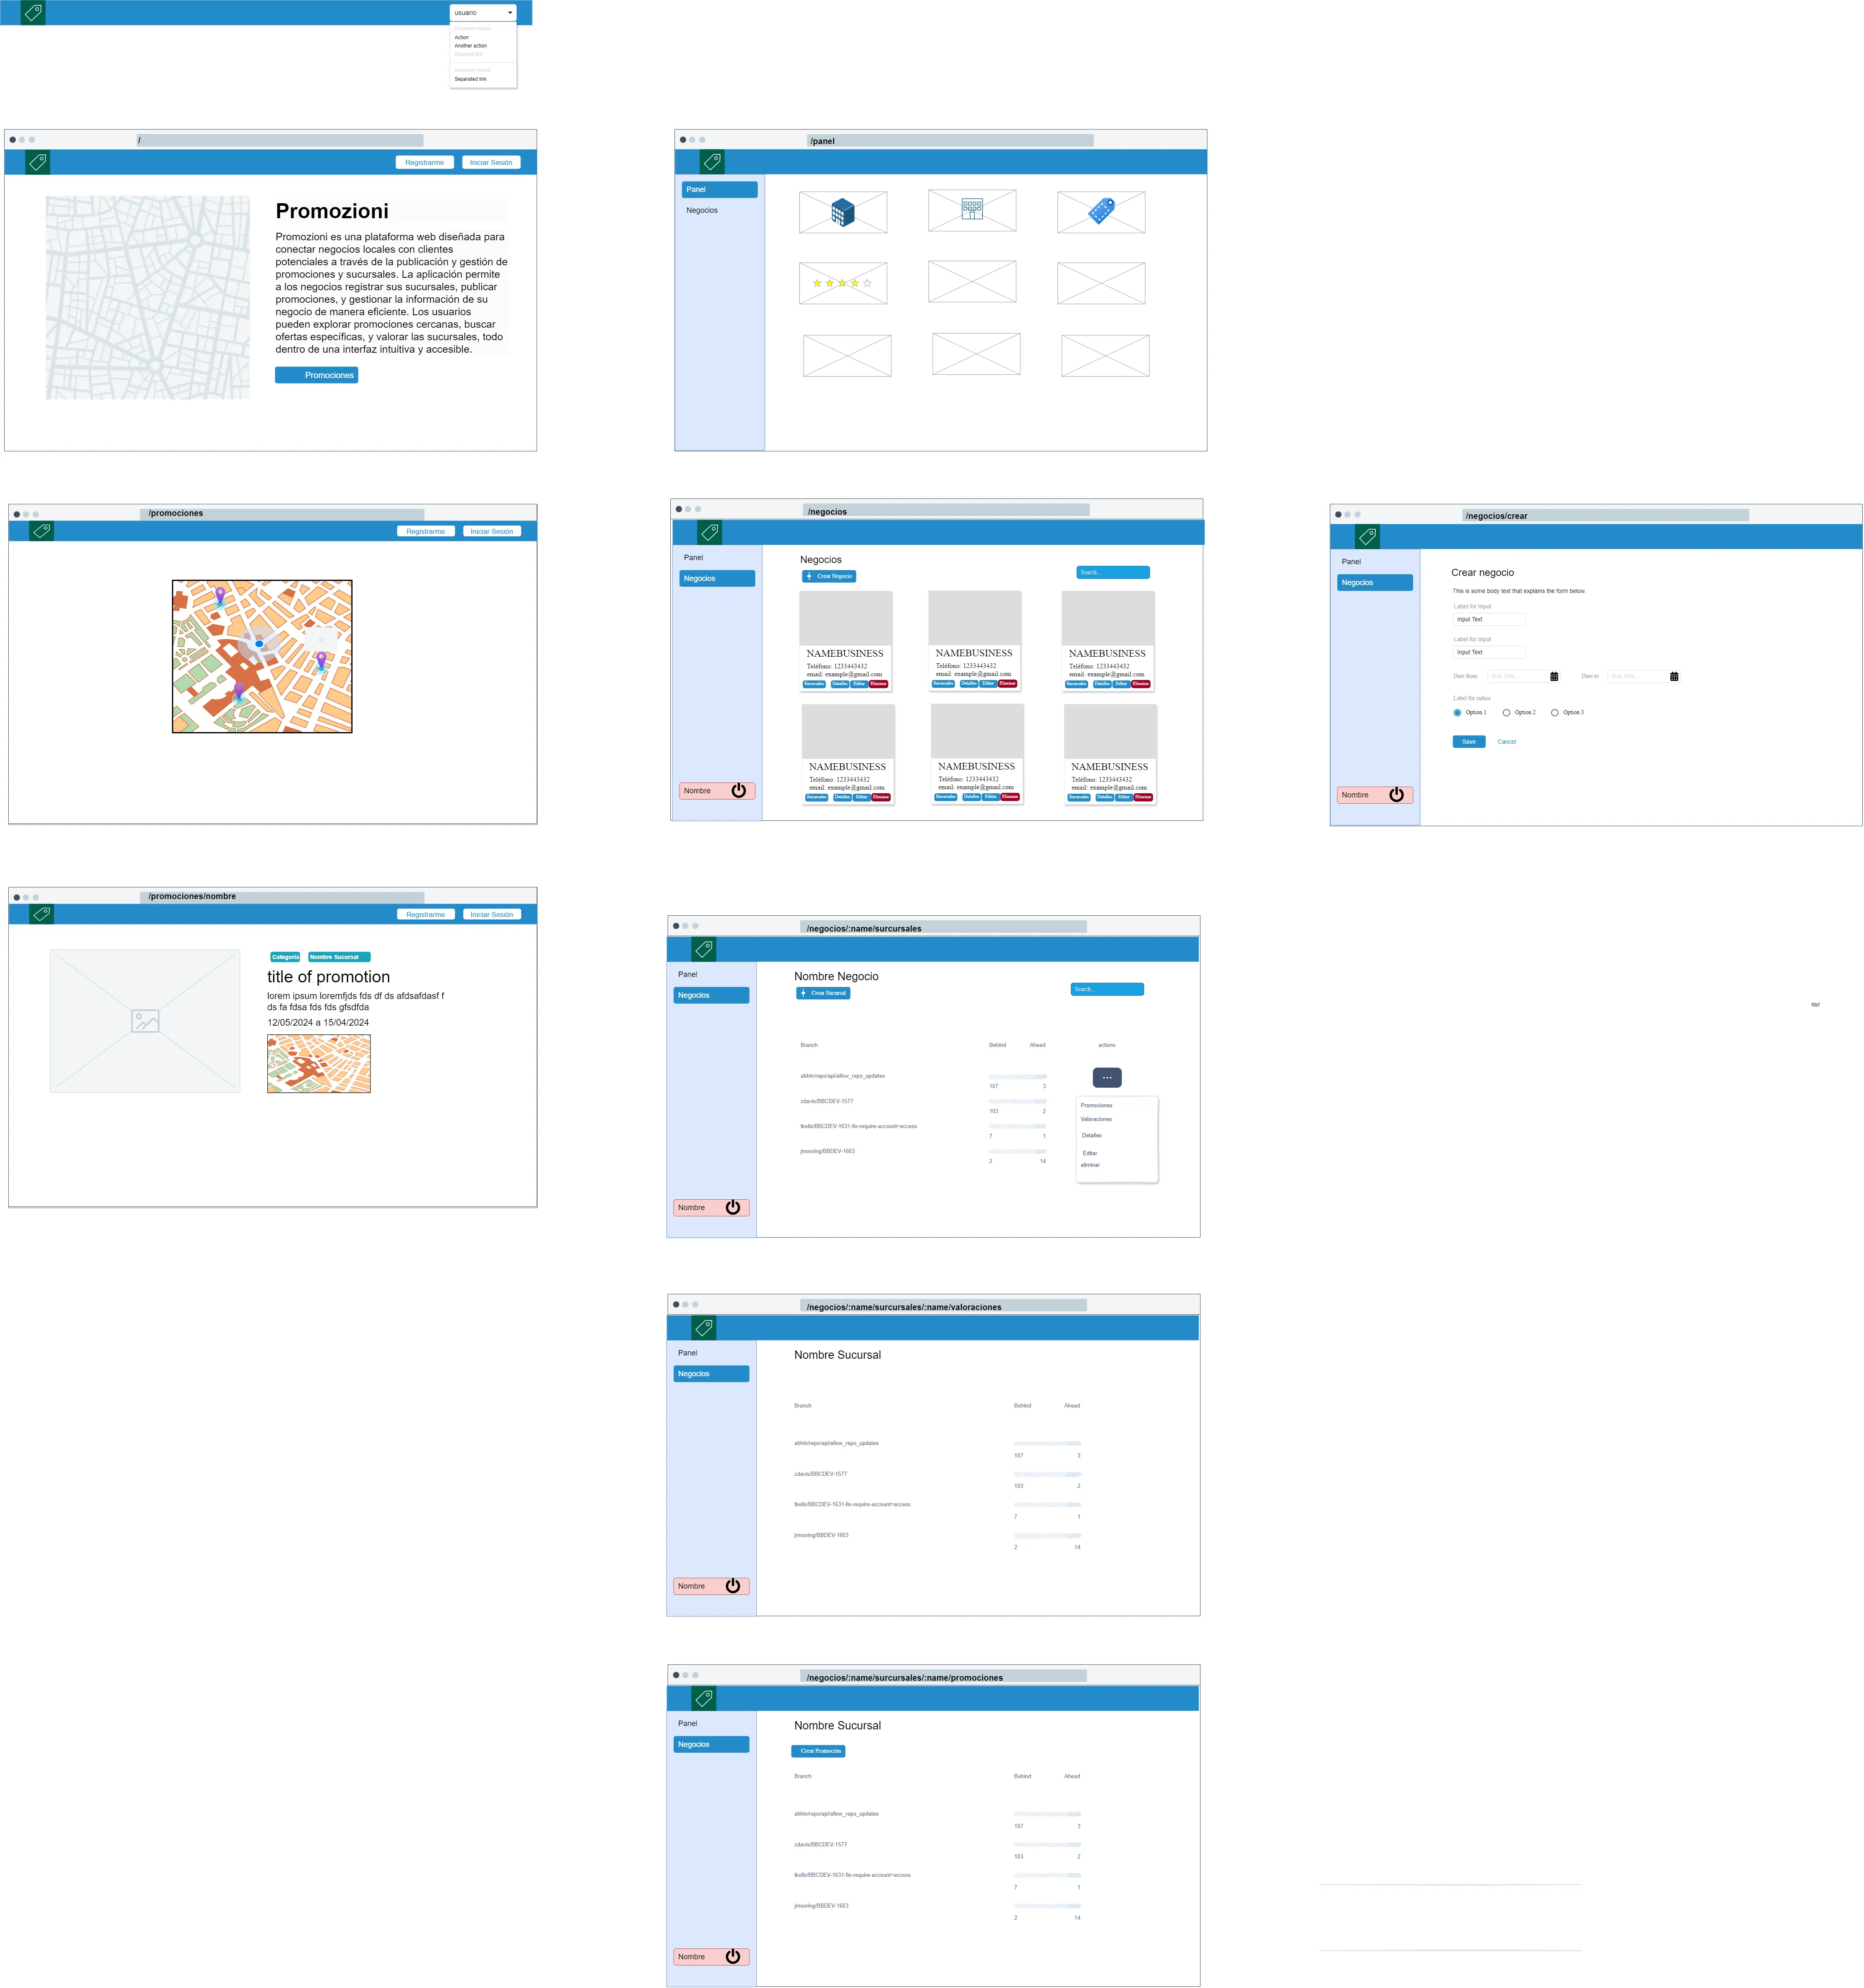 usuario
Action
Another action
Separated link
/
Registrarme
Iniciar Sesión
Promozioni
Promozioni es una plataforma web diseñada para
conectar negocios locales con clientes
potenciales a través de la publicación y gestión de
promociones y sucursales. La aplicación permite
a los negocios registrar sus sucursales, publicar
promociones, y gestionar la información de su
negocio de manera eficiente. Los usuarios
pueden explorar promociones cercanas, buscar
ofertas específicas, y valorar las sucursales, todo
dentro de una interfaz intuitiva y accesible.
Promociones
/panel
Panel
Negocios
/promociones
Registrarme
Iniciar Sesión
/negocios
Panel
Negocios
Negocios
Crear Negocio
Search...
NAMEBUSINESS
Teléfono: 1233443432
email: example@gmail.com
Sucursales Detalles Editar Eliminar
NAMEBUSINESS
Teléfono: 1233443432
email: example@gmail.com
Sucursales Detalles Editar Eliminar
NAMEBUSINESS
Teléfono: 1233443432
email: example@gmail.com
Sucursales Detalles Editar Eliminar
NAMEBUSINESS
Teléfono: 1233443432
email: example@gmail.com
Sucursales Detalles Editar Eliminar
NAMEBUSINESS
Teléfono: 1233443432
email: example@gmail.com
Sucursales Detalles Editar Eliminar
NAMEBUSINESS
Teléfono: 1233443432
email: example@gmail.com
Sucursales Detalles Editar Eliminar
Nombre
/negocios/crear
Panel
Negocios
Crear negocio
This is some body text that explains the form below.
Label for Input
Input Text
Label for Input
Input Text
Date from Pick Date... Date to Pick Date...
Label for radios
Option 1 Option 2 Option 3
Save Cancel
Nombre
/promociones/nombre
Registrarme
Iniciar Sesión
Categoria Nombre Sucursal
title of promotion
lorem ipsum loremfjds fds df ds afdsafdasf f
ds fa fdsa fds fds gfsdfda
12/05/2024 a 15/04/2024
/negocios/:name/surcursales
Panel
Negocios
Nombre Negocio
Crear Sucursal
Search...
Branch Behind Ahead actions
abhin/repo/api/allow_repo_updates
107 3
zdavis/BBCDEV-1577
103 2
tkells/BBCDEV-1631-fix-require-account=access
7 1
jmooring/BBDEV-1603
2 14
...
Promociones
Valoraciones
Detalles
Editar
eliminar
Nombre
/negocios/:name/surcursales/:name/valoraciones
Panel
Negocios
Nombre Sucursal
Branch Behind Ahead
abhin/repo/api/allow_repo_updates
107 3
zdavis/BBCDEV-1577
103 2
tkells/BBCDEV-1631-fix-require-account=access
7 1
jmooring/BBDEV-1603
2 14
Nombre
/negocios/:name/surcursales/:name/promociones
Panel
Negocios
Nombre Sucursal
Crear Promoción
Branch Behind Ahead
abhin/repo/api/allow_repo_updates
107 3
zdavis/BBCDEV-1577
103 2
tkells/BBCDEV-1631-fix-require-account=access
7 1
jmooring/BBDEV-1603
2 14
Nombre